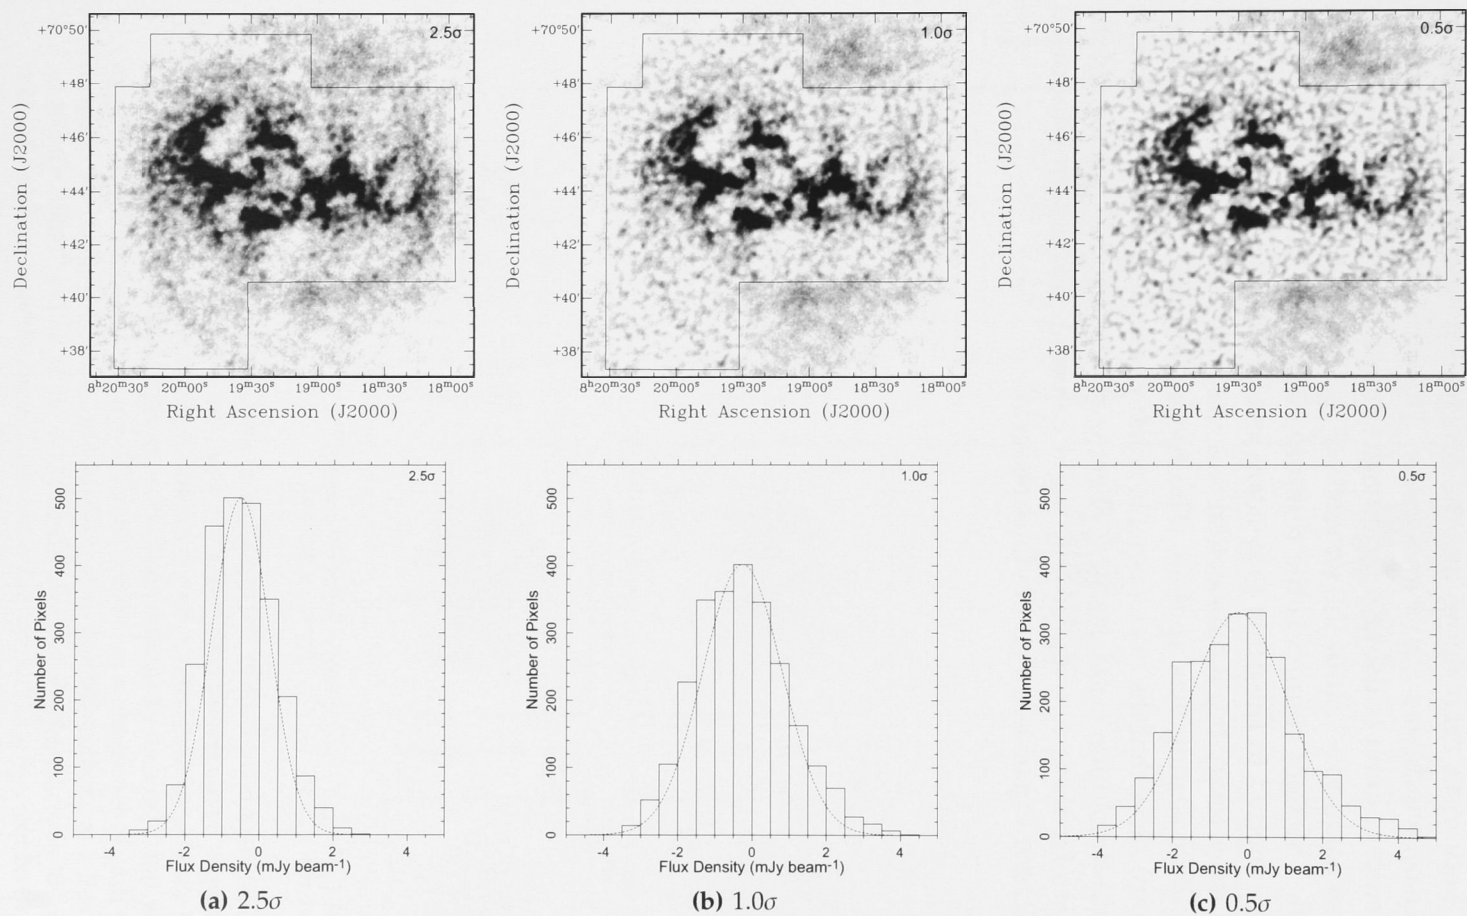 2.5σ
+70°50′
+48′
+46′
+44′
+42′
+40′
+38′
Declination (J2000)
8ʰ20ᵐ30ˢ 20ᵐ00ˢ 19ᵐ30ˢ 19ᵐ00ˢ 18ᵐ30ˢ 18ᵐ00ˢ
Right Ascension (J2000)
1.0σ
+70°50′
+48′
+46′
+44′
+42′
+40′
+38′
Declination (J2000)
8ʰ20ᵐ30ˢ 20ᵐ00ˢ 19ᵐ30ˢ 19ᵐ00ˢ 18ᵐ30ˢ 18ᵐ00ˢ
Right Ascension (J2000)
0.5σ
+70°50′
+48′
+46′
+44′
+42′
+40′
+38′
Declination (J2000)
8ʰ20ᵐ30ˢ 20ᵐ00ˢ 19ᵐ30ˢ 19ᵐ00ˢ 18ᵐ30ˢ 18ᵐ00ˢ
Right Ascension (J2000)
2.5σ
500
400
300
200
100
0
Number of Pixels
-4 -2 0 2 4
Flux Density (mJy beam⁻¹)
(a) 2.5σ
1.0σ
500
400
300
200
100
0
Number of Pixels
-4 -2 0 2 4
Flux Density (mJy beam⁻¹)
(b) 1.0σ
0.5σ
500
400
300
200
100
0
Number of Pixels
-4 -2 0 2 4
Flux Density (mJy beam⁻¹)
(c) 0.5σ